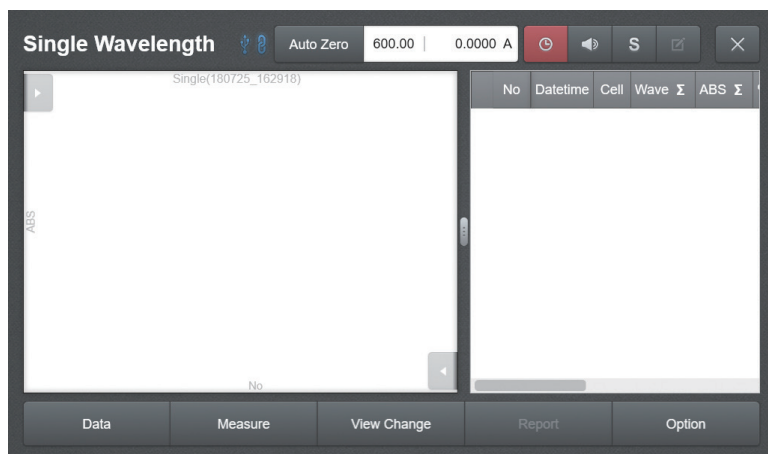 Single Wavelength Auto Zero 600.00 0.0000 A S
Single(180725_162918)
No Datetime Cell Wave Σ ABS Σ
ABS
No
Data Measure View Change Report Option